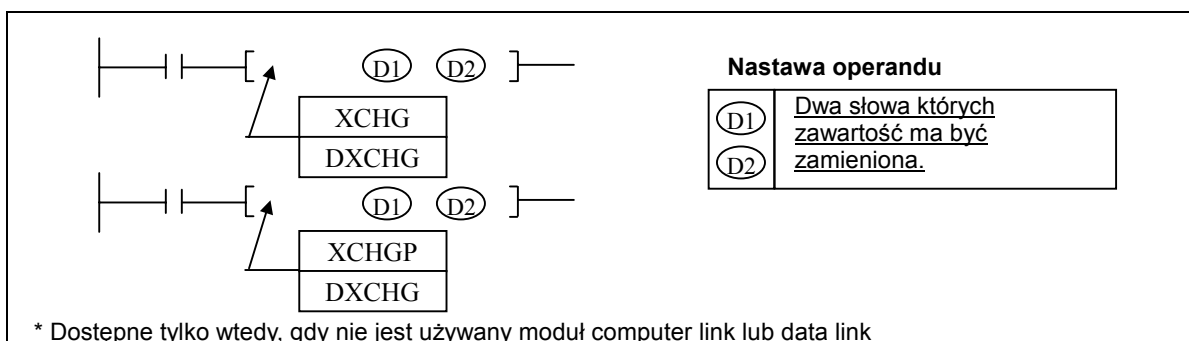 D1 D2
XCHG
DXCHG
D1 D2
XCHGP
DXCHG
Nastawa operandu
D1
D2
Dwa słowa których
zawartość ma być
zamieniona.
* Dostępne tylko wtedy, gdy nie jest używany moduł computer link lub data link